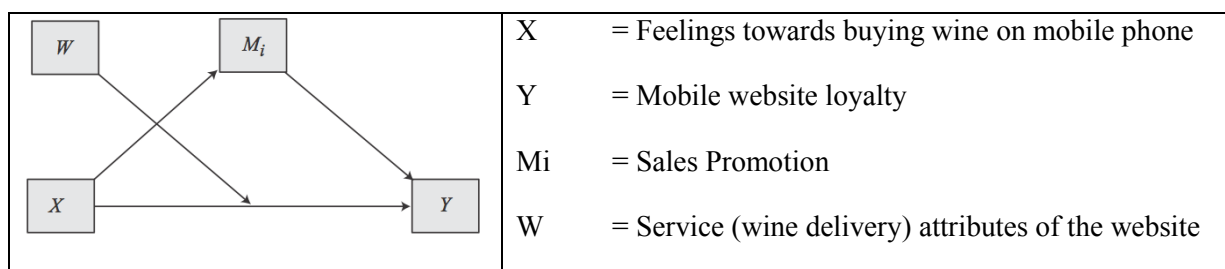 W
Mi
X
Y
X = Feelings towards buying wine on mobile phone
Y = Mobile website loyalty
Mi = Sales Promotion
W = Service (wine delivery) attributes of the website